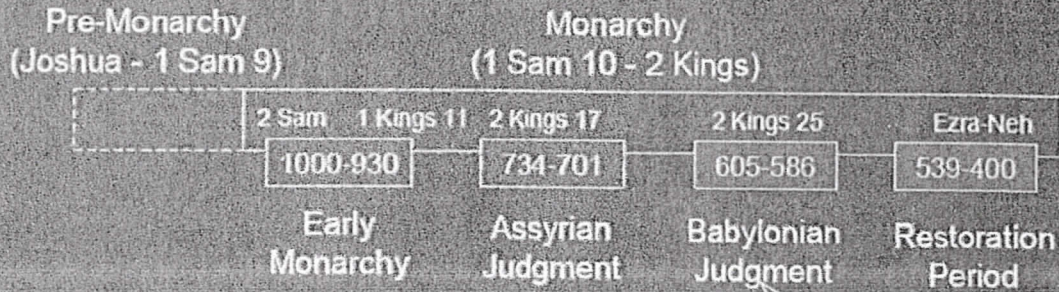 Pre-Monarchy
(Joshua - 1 Sam 9)
Monarchy
(1 Sam 10 - 2 Kings)
2 Sam 1 Kings 11 2 Kings 17 2 Kings 25 Ezra-Neh
1000-930 734-701 605-586 539-400
Early Monarchy
Assyrian Judgment
Babylonian Judgment
Restoration Period